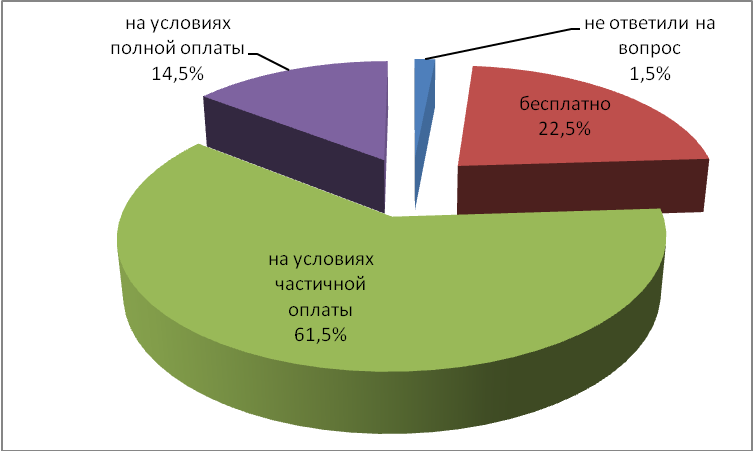 на условиях
полной оплаты
14,5%
не ответили на
вопрос
1,5%
бесплатно
22,5%
на условиях
частичной
оплаты
61,5%